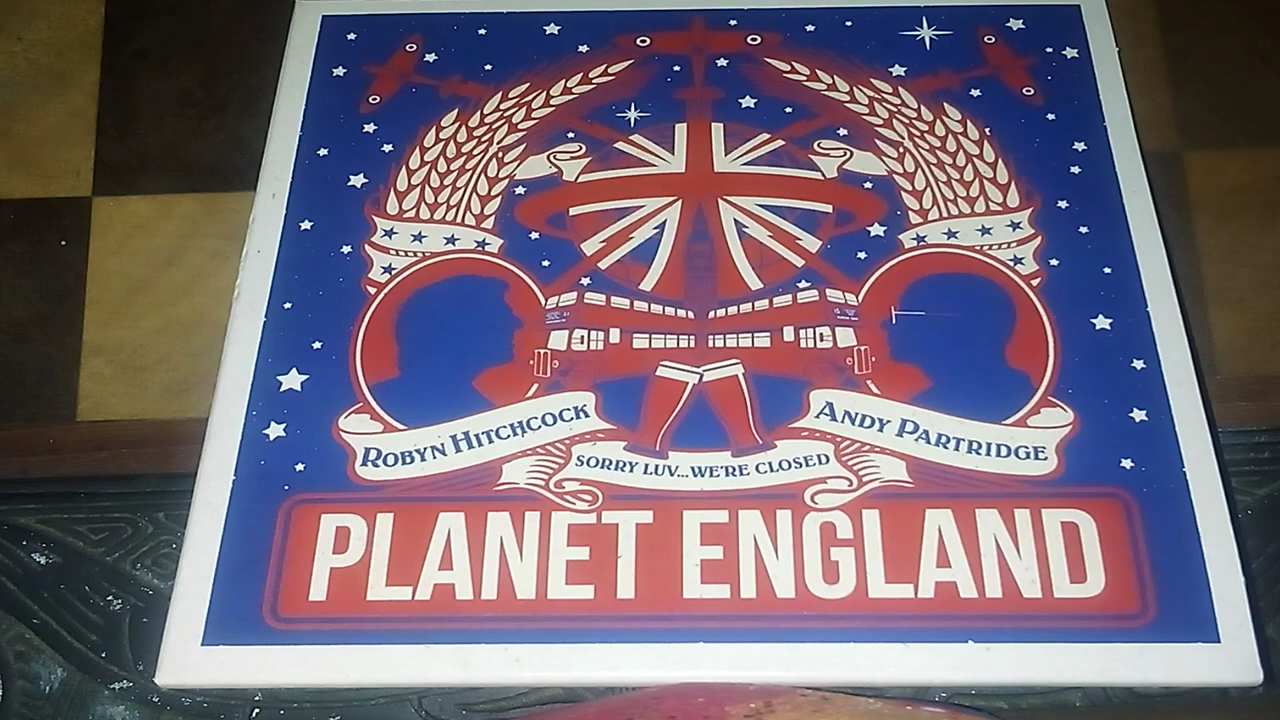 ROBYN HITCHCOCK
ANDY PARTRIDGE
SORRY LUV...WE'RE CLOSED
PLANET ENGLAND